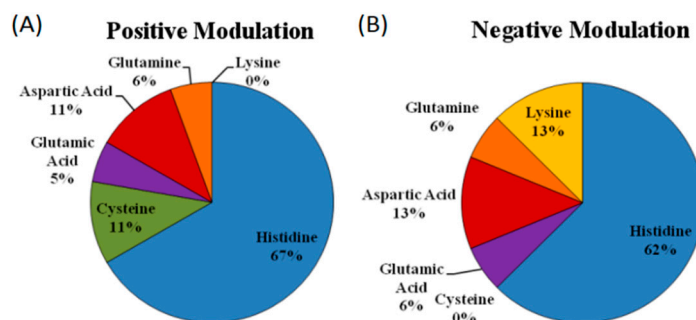 (A)
Positive Modulation
Glutamine
6%
Lysine
0%
Aspartic Acid
11%
Glutamic
Acid
5%
Cysteine
11%
Histidine
67%
(B)
Negative Modulation
Glutamine
6%
Lysine
13%
Aspartic Acid
13%
Glutamic
Acid
6%
Cysteine
0%
Histidine
62%